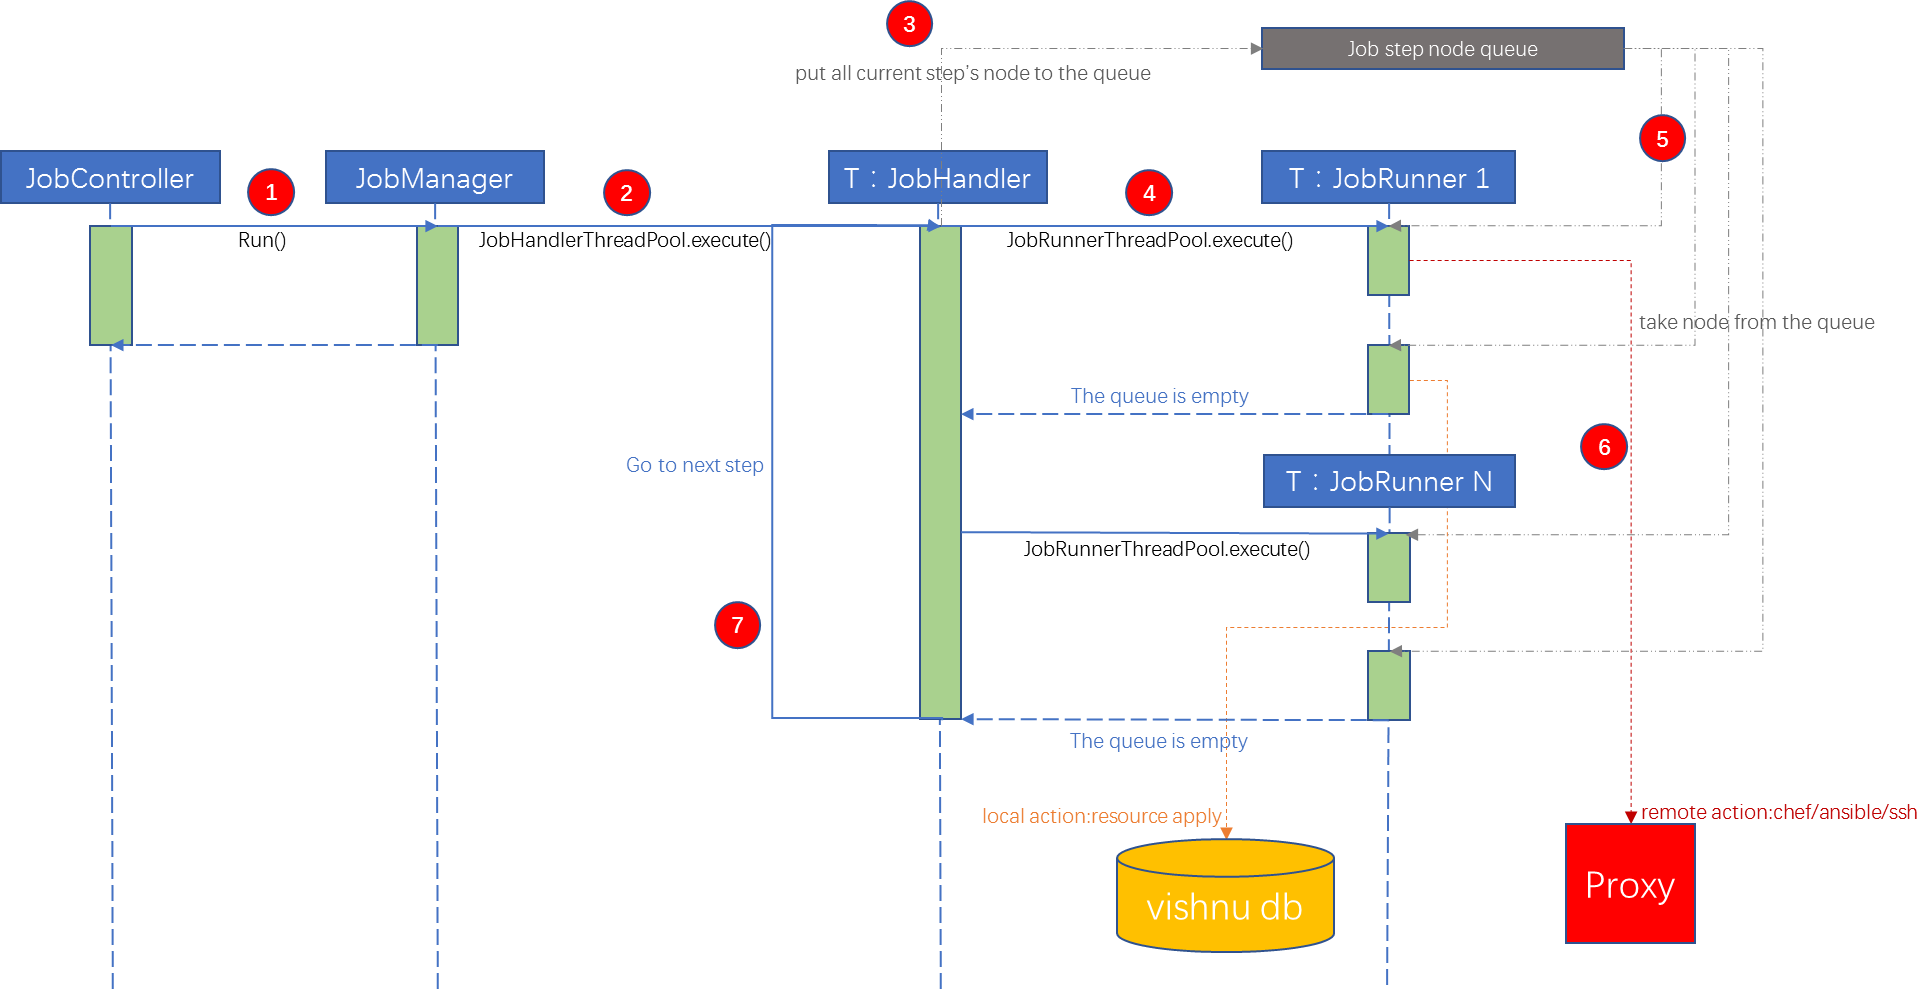 3
Job step node queue
put all current step's node to the queue
5
JobController
1
JobManager
2
T：JobHandler
4
T：JobRunner 1
Run()
JobHandlerThreadPool.execute()
JobRunnerThreadPool.execute()
take node from the queue
The queue is empty
6
Go to next step
T：JobRunner N
JobRunnerThreadPool.execute()
7
The queue is empty
local action:resource apply
remote action:chef/ansible/ssh
vishnu db
Proxy